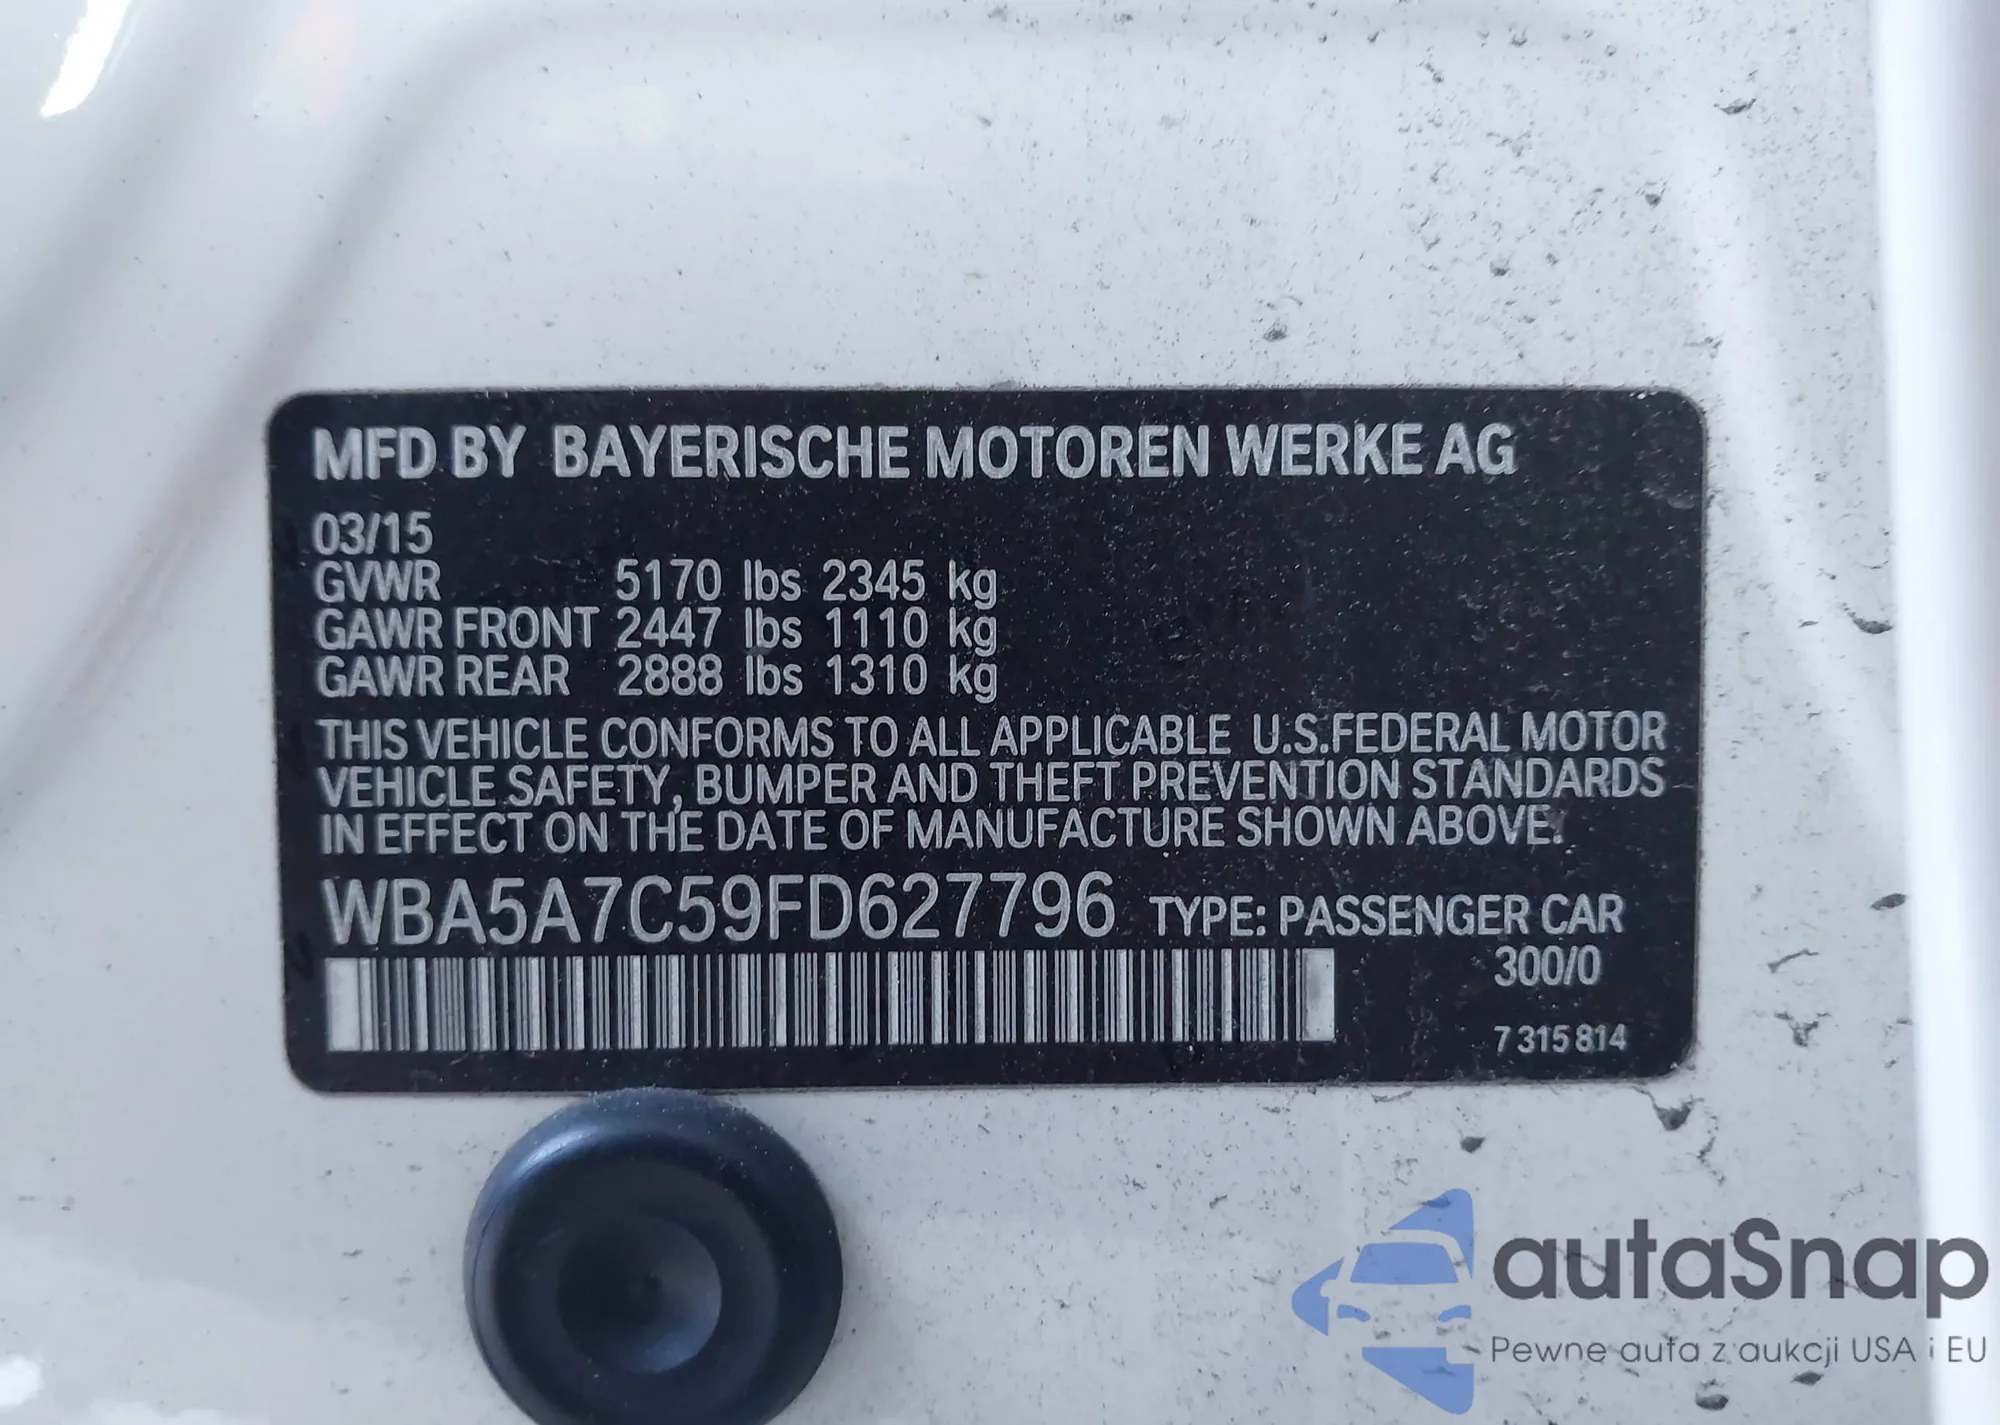 MFD BY BAYERISCHE MOTOREN WERKE AG
03/15
GVWR 5170 lbs 2345 kg
GAWR FRONT 2447 lbs 1110 kg
GAWR REAR 2888 lbs 1310 kg
THIS VEHICLE CONFORMS TO ALL APPLICABLE U.S.FEDERAL MOTOR
VEHICLE SAFETY, BUMPER AND THEFT PREVENTION STANDARDS
IN EFFECT ON THE DATE OF MANUFACTURE SHOWN ABOVE.
WBA5A7C59FD627796 TYPE: PASSENGER CAR
300/0
7 315 814
autaSnap
Pewne auta z aukcji USA i EU